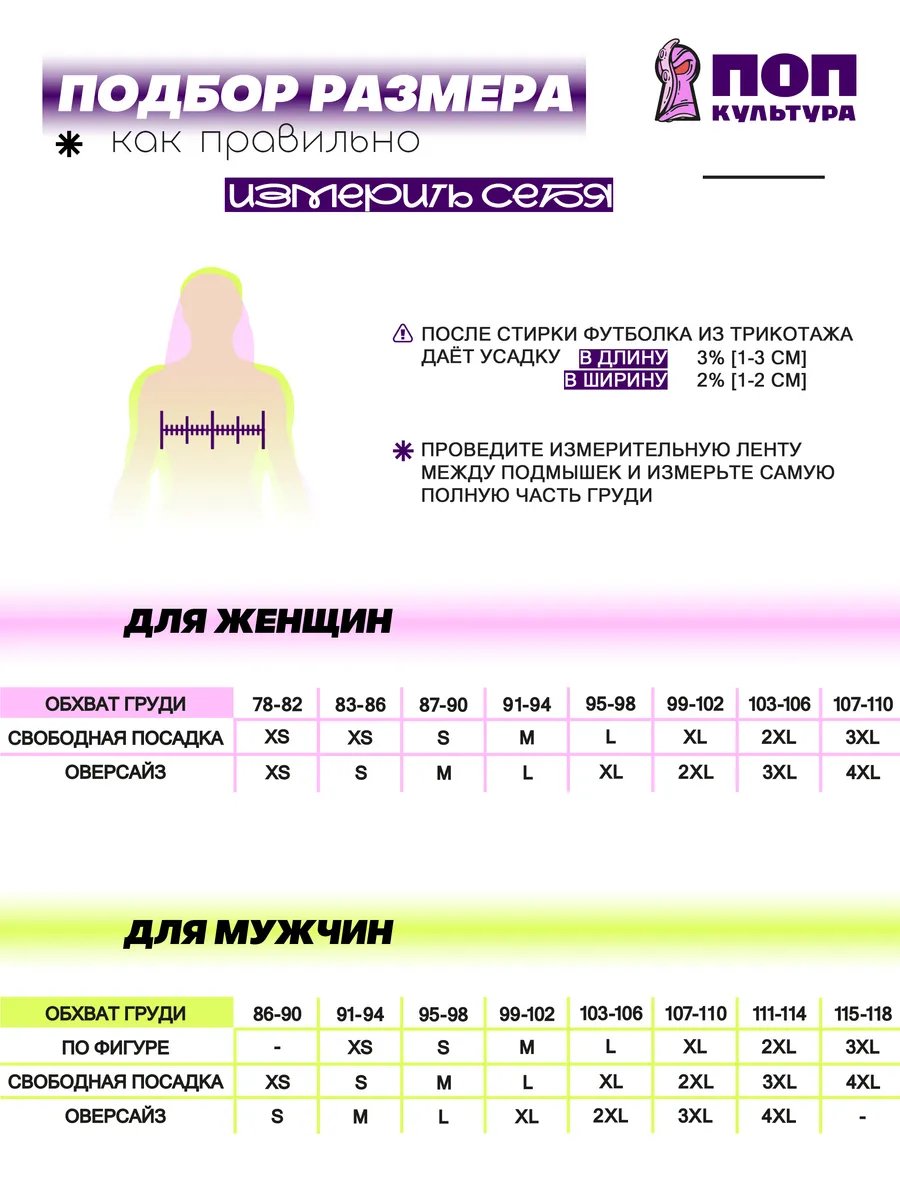 ПОДБОР РАЗМЕРА
как правильно
измерить себя
ПОП
КУЛЬТУРА
ПОСЛЕ СТИРКИ ФУТБОЛКА ИЗ ТРИКОТАЖА
ДАЁТ УСАДКУ В ДЛИНУ 3% [1-3 СМ]
В ШИРИНУ 2% [1-2 СМ]
ПРОВЕДИТЕ ИЗМЕРИТЕЛЬНУЮ ЛЕНТУ
МЕЖДУ ПОДМЫШЕК И ИЗМЕРЬТЕ САМУЮ
ПОЛНУЮ ЧАСТЬ ГРУДИ
ДЛЯ ЖЕНЩИН
ОБХВАТ ГРУДИ 78-82 83-86 87-90 91-94 95-98 99-102 103-106 107-110
СВОБОДНАЯ ПОСАДКА XS XS S M L XL 2XL 3XL
ОВЕРСАЙЗ XS S M L XL 2XL 3XL 4XL
ДЛЯ МУЖЧИН
ОБХВАТ ГРУДИ 86-90 91-94 95-98 99-102 103-106 107-110 111-114 115-118
ПО ФИГУРЕ - XS S M L XL 2XL 3XL
СВОБОДНАЯ ПОСАДКА XS S M L XL 2XL 3XL 4XL
ОВЕРСАЙЗ S M L XL 2XL 3XL 4XL -